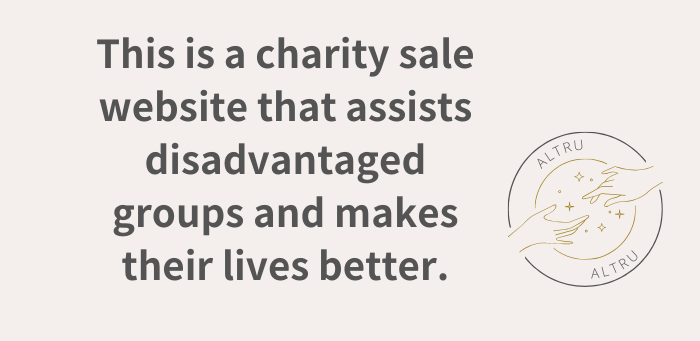 This is a charity sale
website that assists
disadvantaged
groups and makes
their lives better.
ALTRU
ALTRU